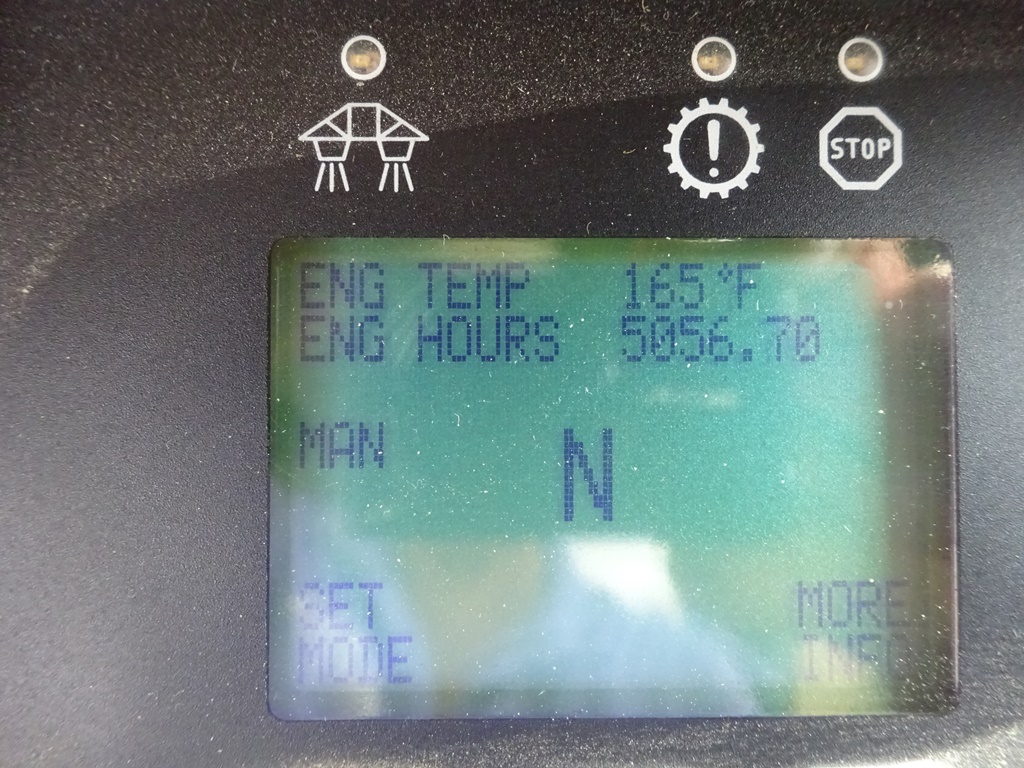 STOP
ENG TEMP 165°F
ENG HOURS 5056.70
MAN N
SET MORE
MODE INFO